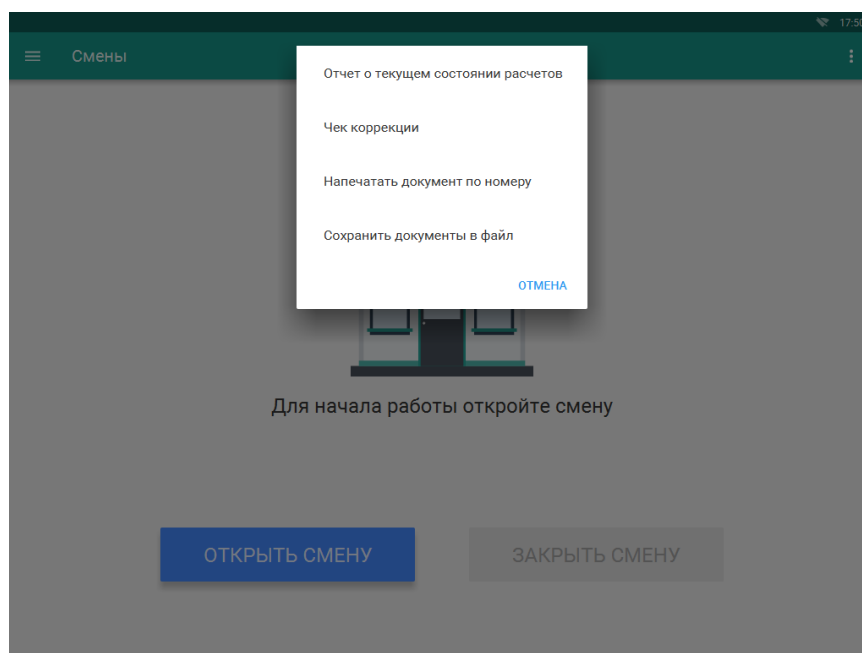 17:50
Смены
Отчет о текущем состоянии расчетов
Чек коррекции
Напечатать документ по номеру
Сохранить документы в файл
ОТМЕНА
Для начала работы откройте смену
ОТКРЫТЬ СМЕНУ
ЗАКРЫТЬ СМЕНУ